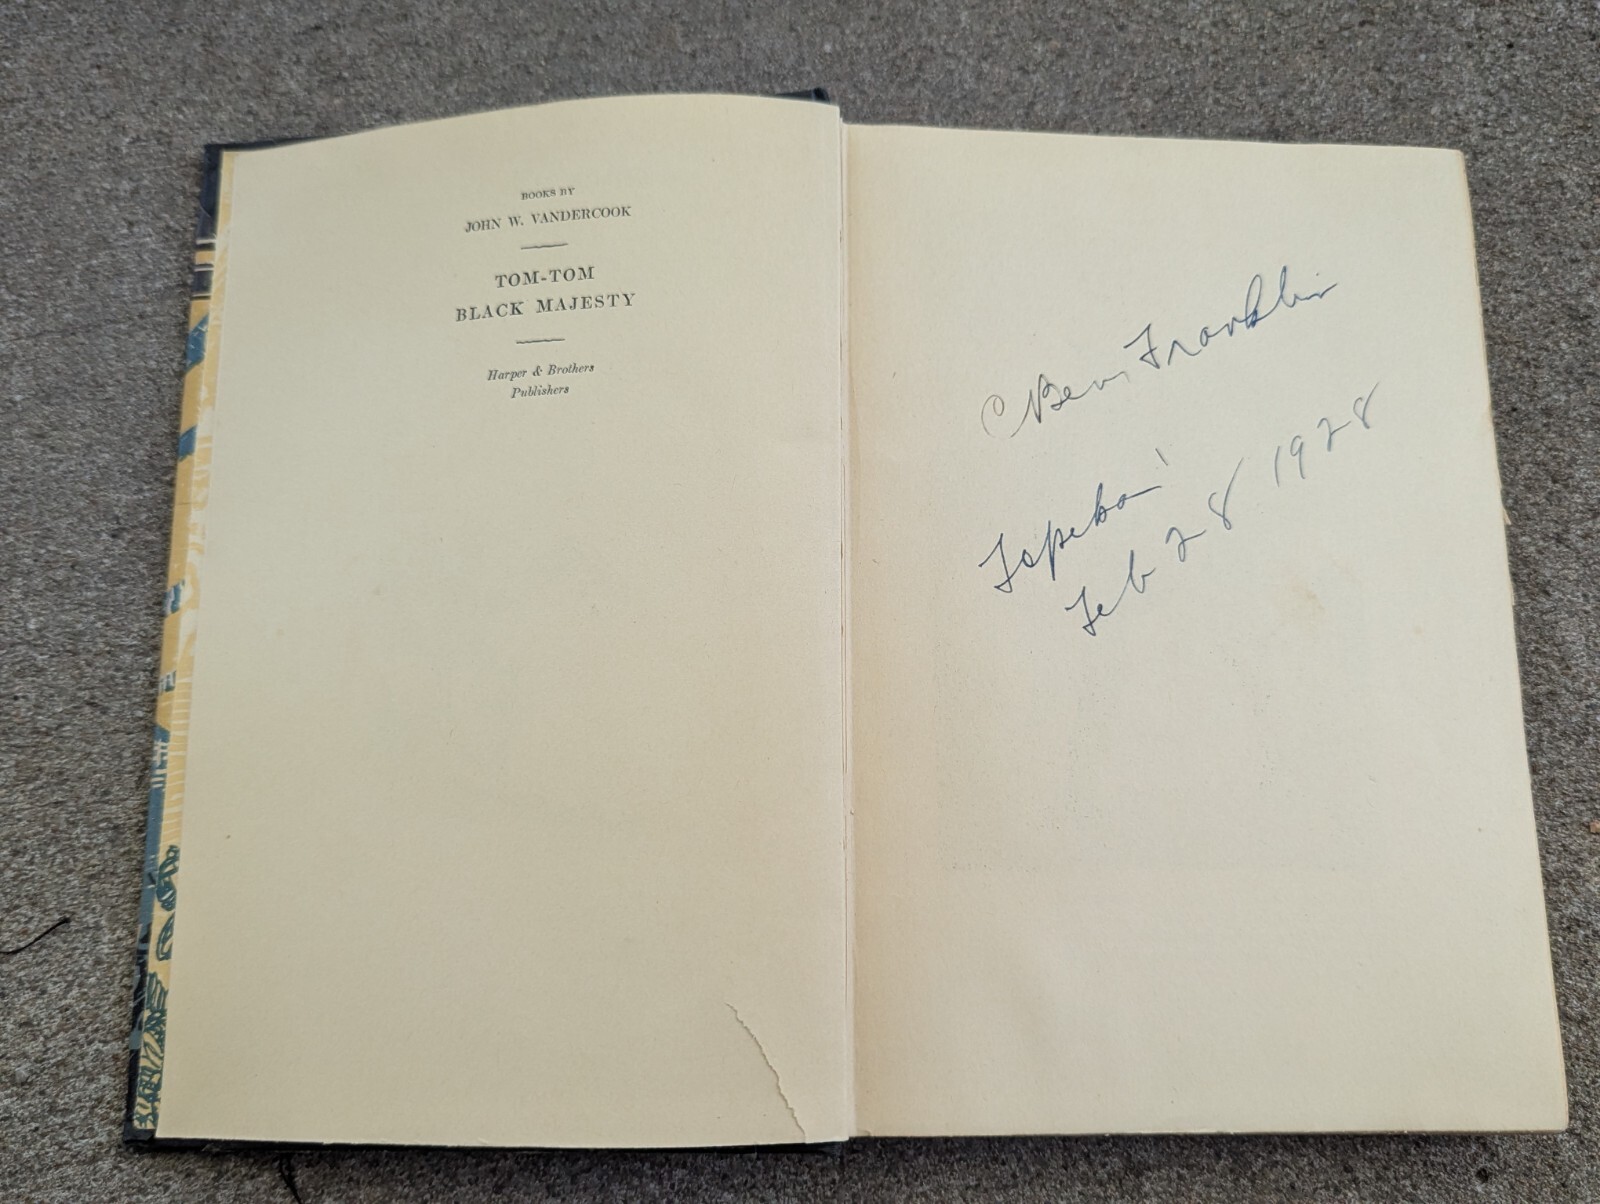 BOOKS BY
JOHN W. VANDERCOOK
TOM-TOM
BLACK MAJESTY
Harper & Brothers
Publishers
C Ben, Franklin
Topeka
Feb 28 1928